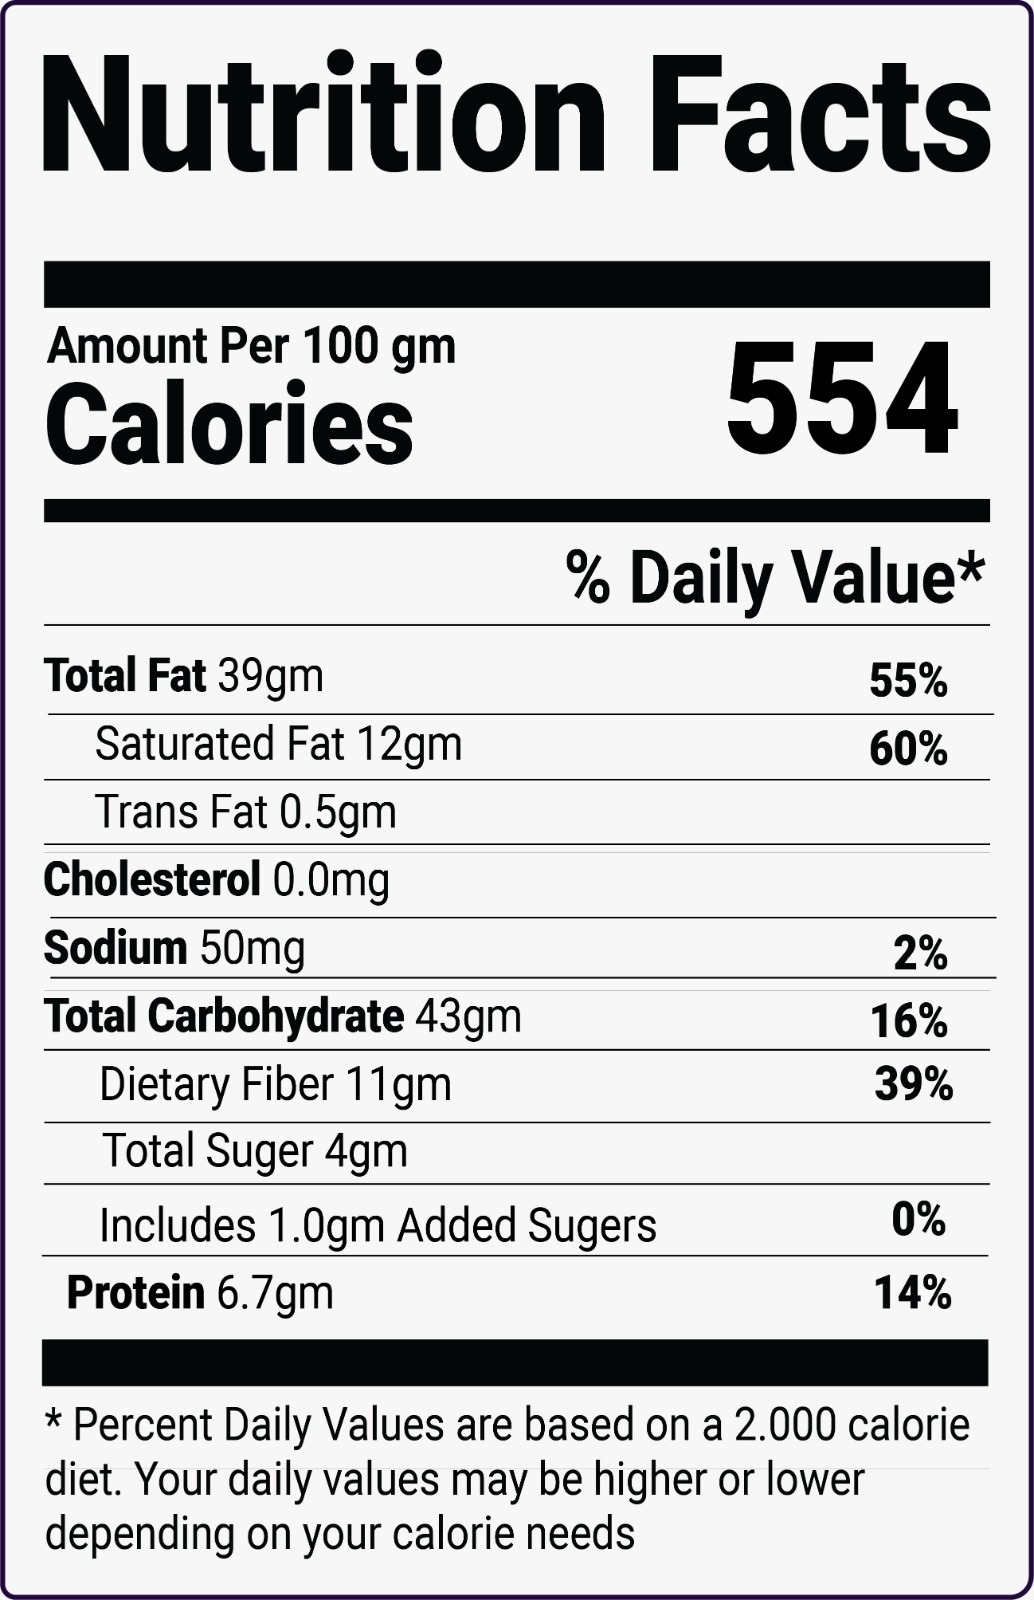 Nutrition Facts
Amount Per 100 gm
Calories 554
% Daily Value*
Total Fat 39gm 55%
Saturated Fat 12gm 60%
Trans Fat 0.5gm
Cholesterol 0.0mg
Sodium 50mg 2%
Total Carbohydrate 43gm 16%
Dietary Fiber 11gm 39%
Total Suger 4gm
Includes 1.0gm Added Sugers 0%
Protein 6.7gm 14%
* Percent Daily Values are based on a 2.000 calorie
diet. Your daily values may be higher or lower
depending on your calorie needs